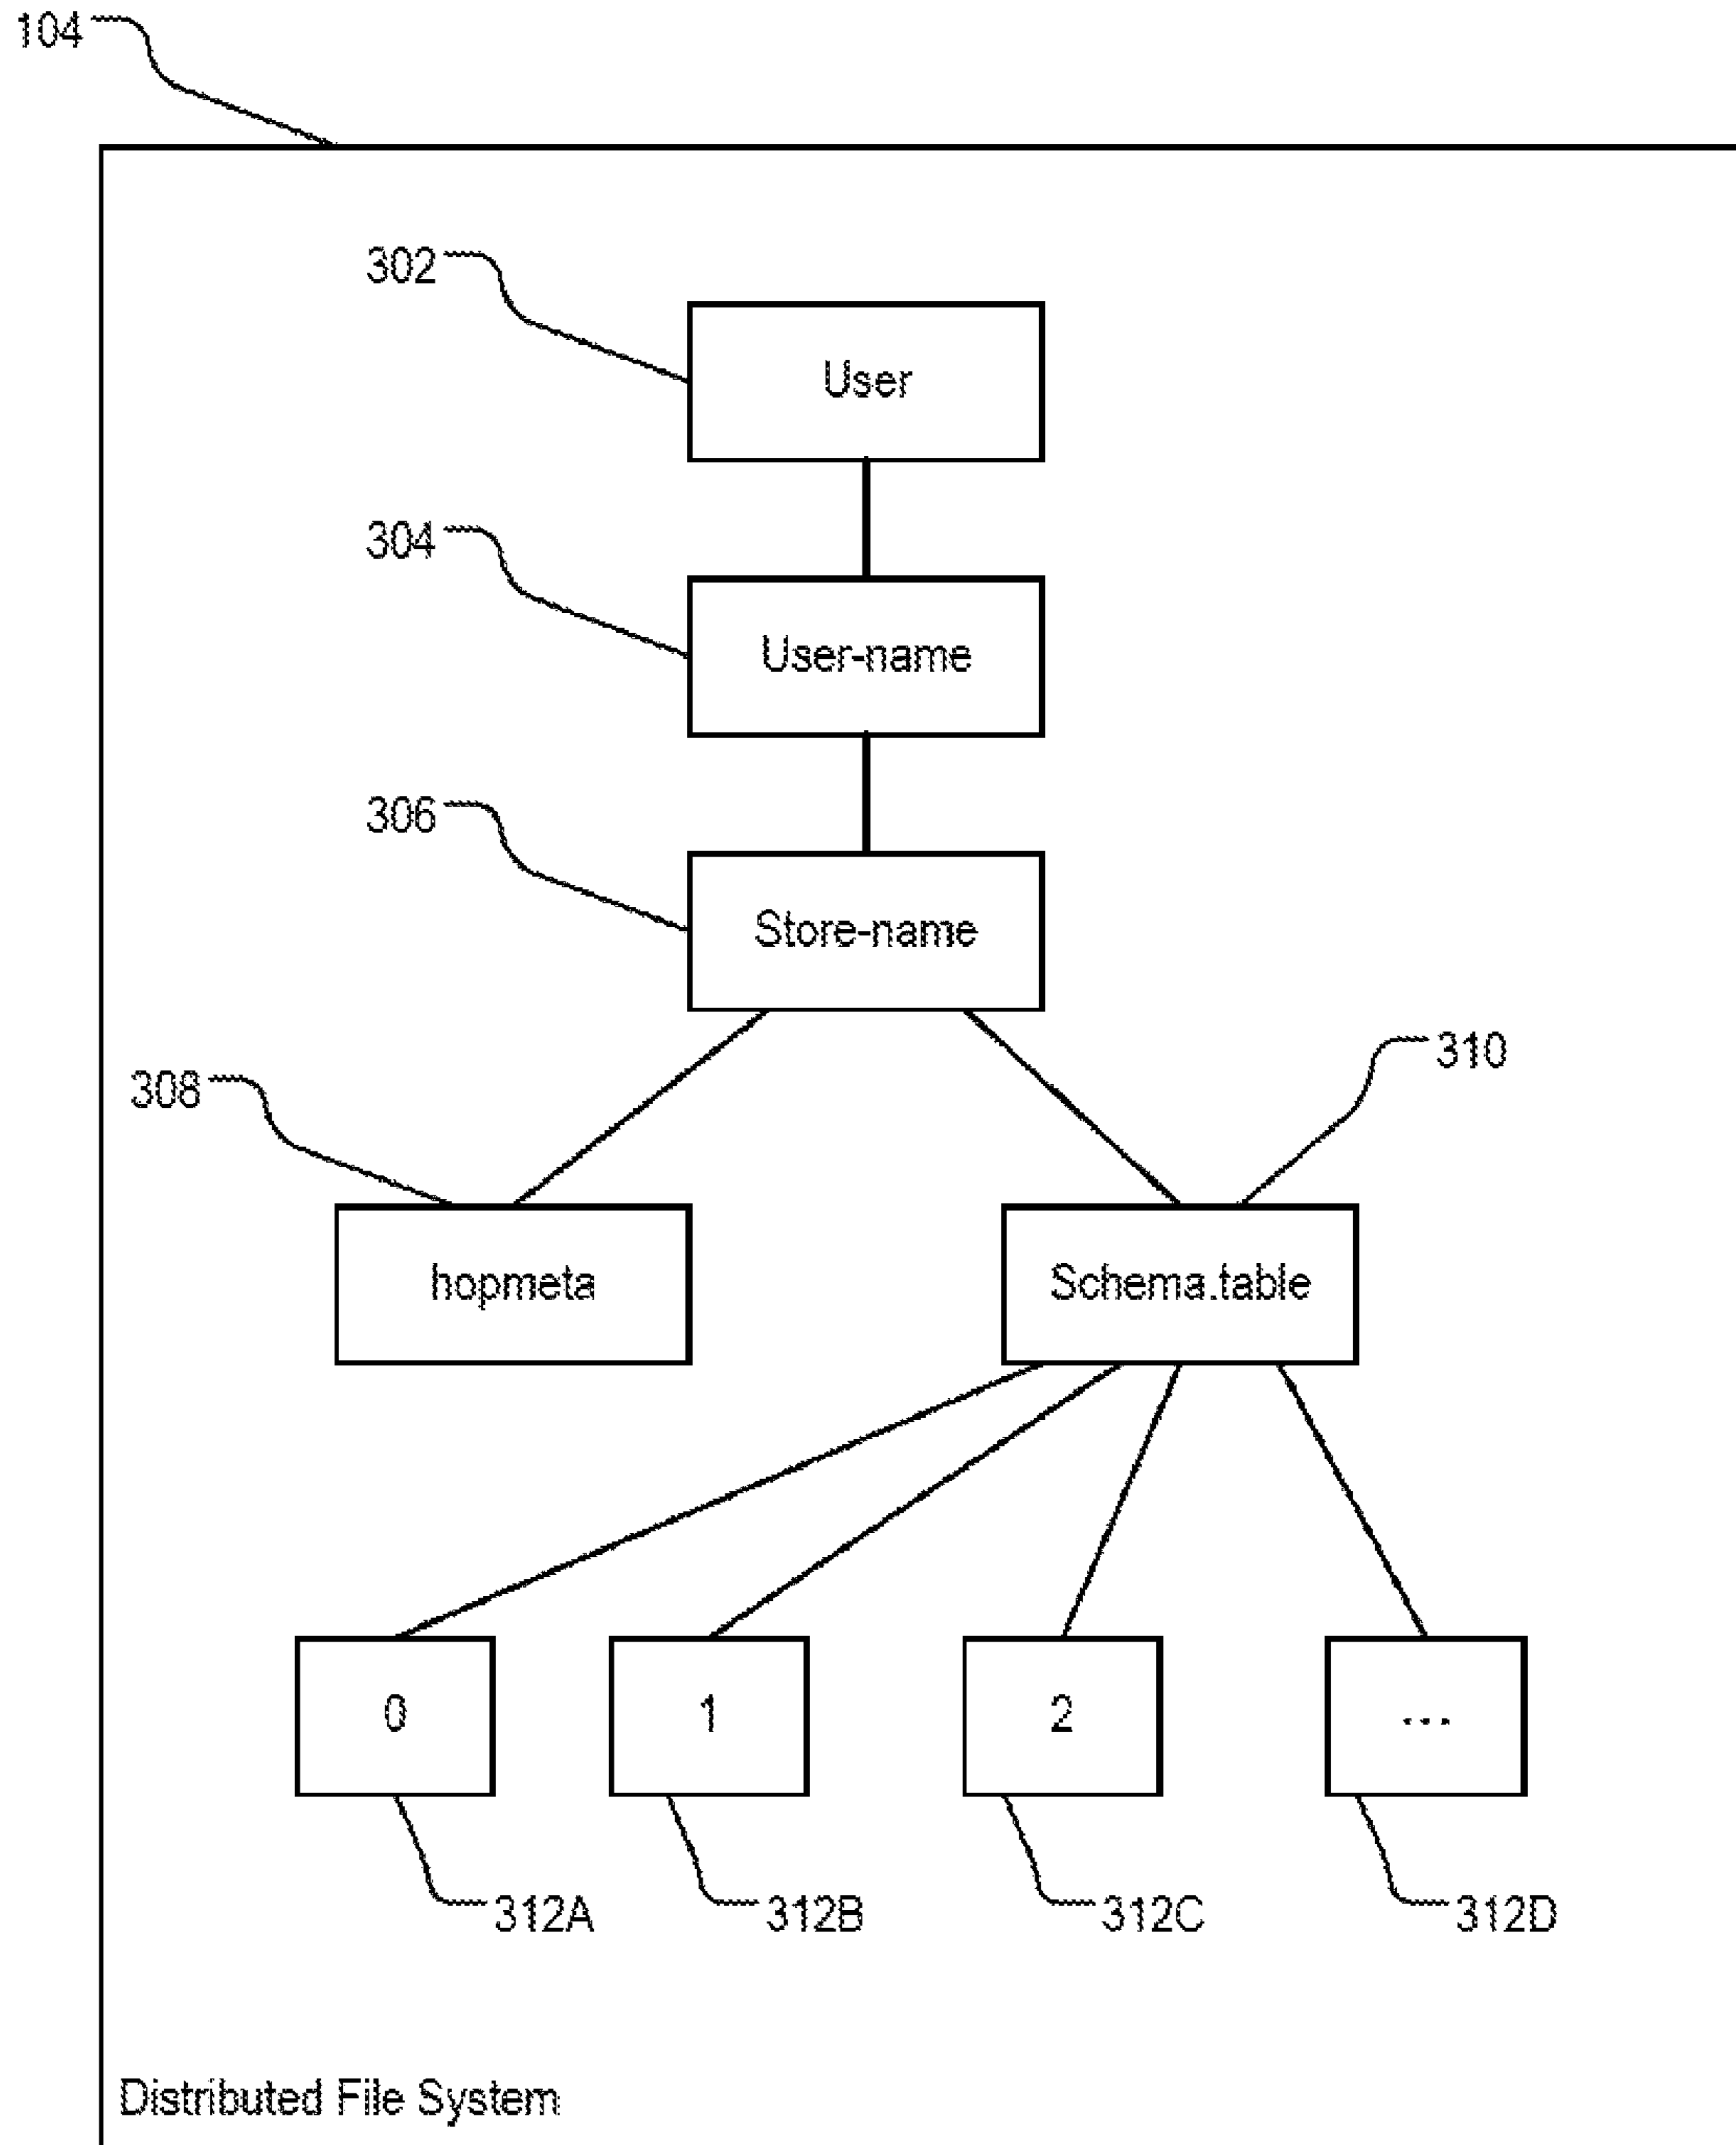 104
302
User
304
User-name
306
Store-name
310
308
hopmeta
Schema.table
0
1
2
...
312A
312B
312C
312D
Distributed File System